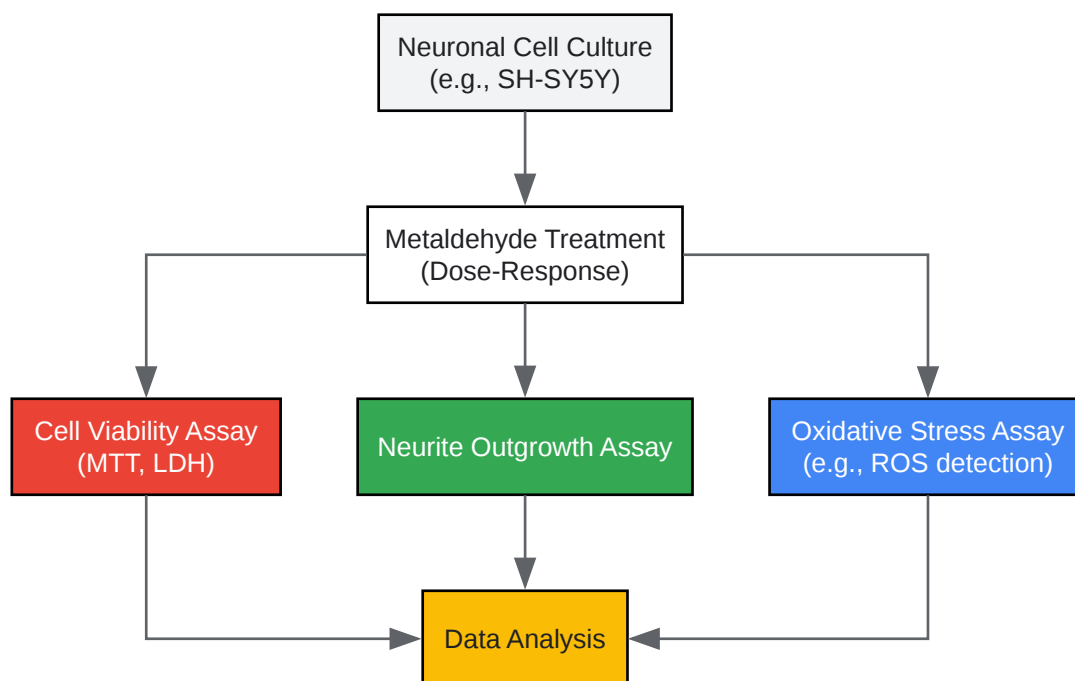 Neuronal Cell Culture
(e.g., SH-SY5Y)
Metaldehyde Treatment
(Dose-Response)
Cell Viability Assay
(MTT, LDH)
Neurite Outgrowth Assay
Oxidative Stress Assay
(e.g., ROS detection)
Data Analysis